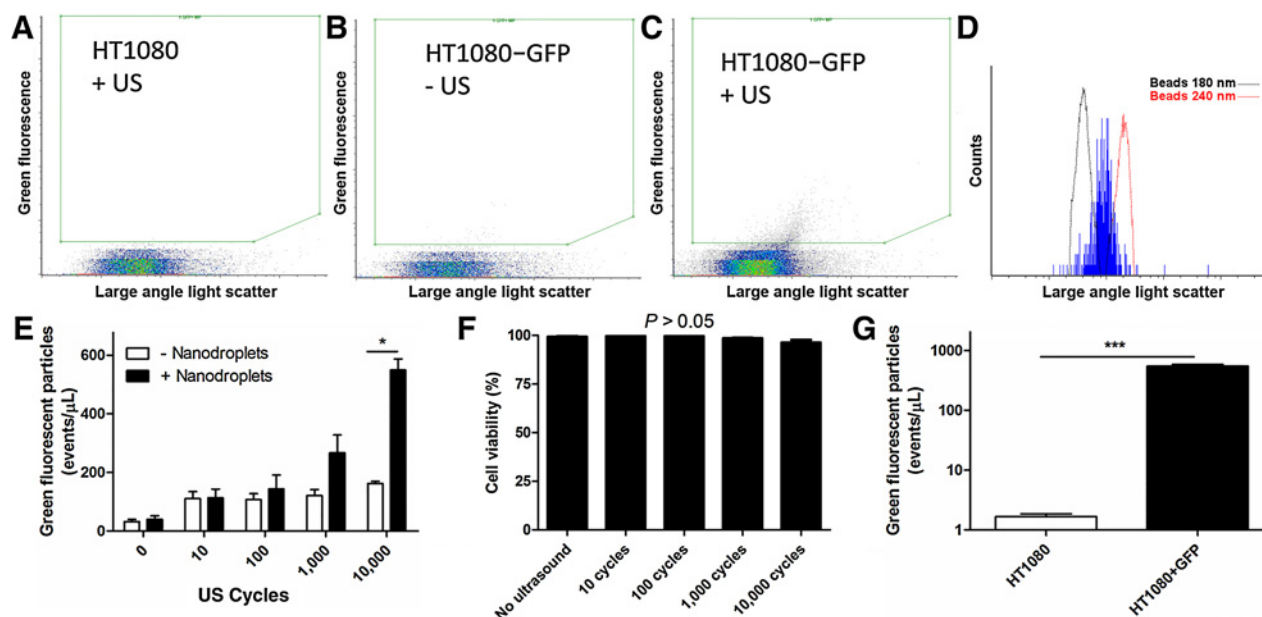 A
HT1080
+ US
Green fluorescence
Large angle light scatter
B
HT1080-GFP
- US
Green fluorescence
Large angle light scatter
C
HT1080-GFP
+ US
Green fluorescence
Large angle light scatter
D
Beads 180 nm
Beads 240 nm
Counts
Large angle light scatter
E
Green fluorescent particles
(events/μL)
600
400
200
0
- Nanodroplets
+ Nanodroplets
*
0
10
100
1,000
10,000
US Cycles
F
P > 0.05
Cell viability (%)
100
75
50
25
0
No ultrasound
10 cycles
100 cycles
1,000 cycles
10,000 cycles
G
Green fluorescent particles
(events/μL)
1000
100
10
1
***
HT1080
HT1080+GFP